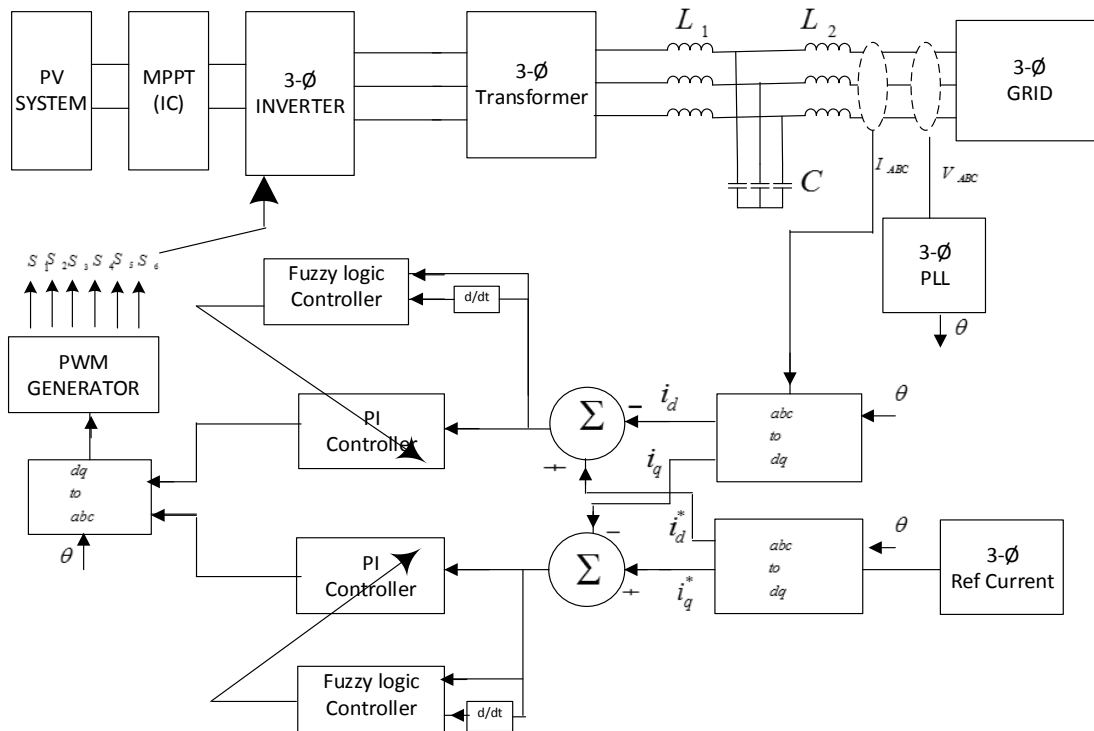 PV
SYSTEM
MPPT
(IC)
3-Ø
INVERTER
3-Ø
Transformer
L1
L2
3-Ø
GRID
C
I ABC
V ABC
3-Ø
PLL
θ
S1 S2 S3 S4 S5 S6
PWM
GENERATOR
Fuzzy logic
Controller
d/dt
PI
Controller
Σ
−
+
id
iq
abc
to
dq
θ
dq
to
abc
θ
PI
Controller
Σ
−
+
id*
iq*
abc
to
dq
θ
3-Ø
Ref Current
Fuzzy logic
Controller
d/dt